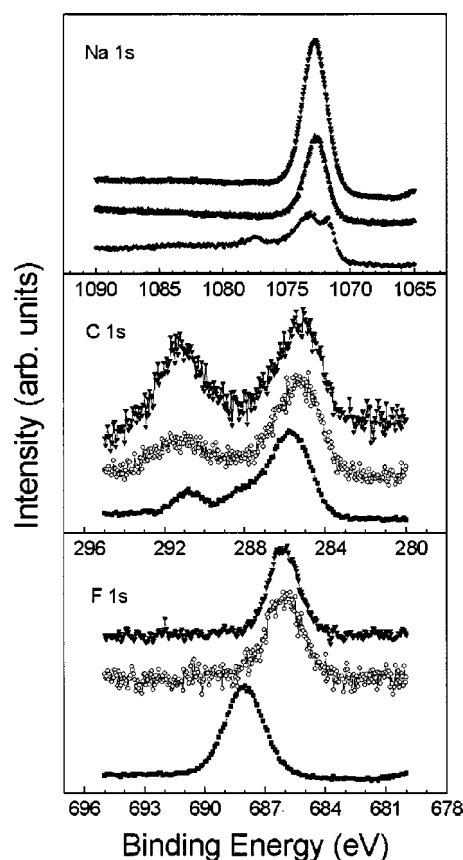 Na 1s
1090 1085 1080 1075 1070 1065
C 1s
296 292 288 284 280
F 1s
696 693 690 687 684 681 678
Intensity (arb. units)
Binding Energy (eV)